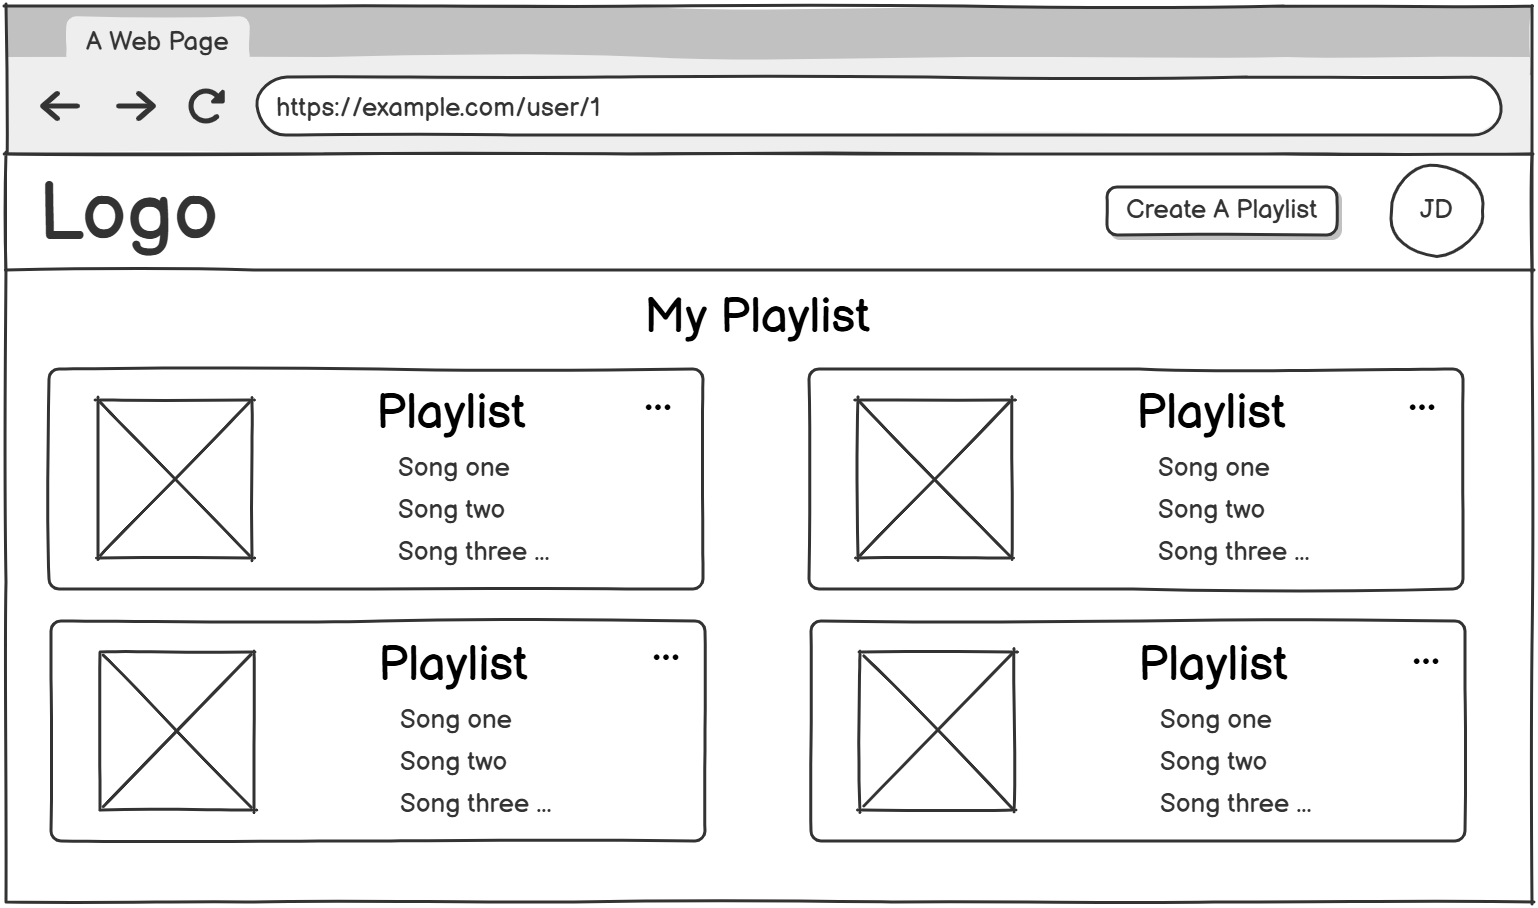 A Web Page
https://example.com/user/1
Logo
Create A Playlist
JD
My Playlist
Playlist
...
Song one
Song two
Song three ...
Playlist
...
Song one
Song two
Song three ...
Playlist
...
Song one
Song two
Song three ...
Playlist
...
Song one
Song two
Song three ...